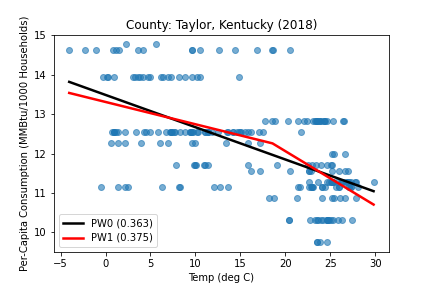 County: Taylor, Kentucky (2018)
Per-Capita Consumption (MMBtu/1000 Households)
15
14
13
12
11
10
PW0 (0.363)
PW1 (0.375)
−5 0 5 10 15 20 25 30
Temp (deg C)